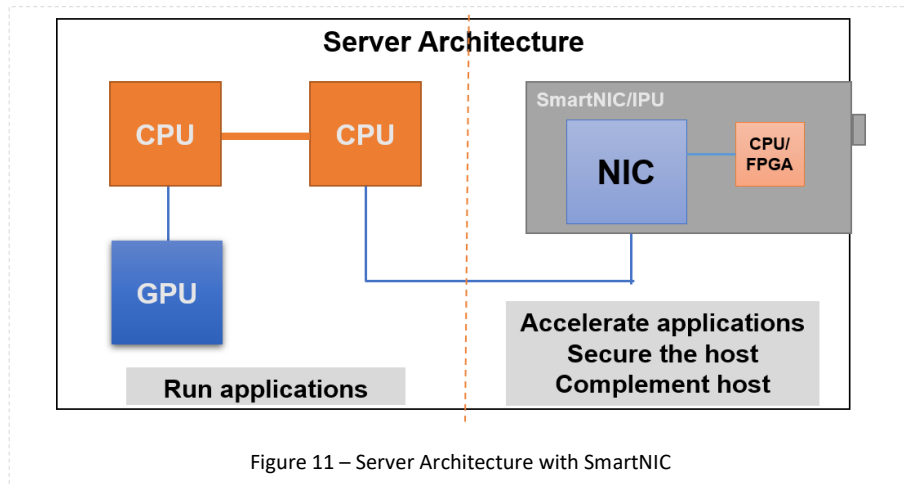 Server Architecture
CPU
CPU
GPU
Run applications
SmartNIC/IPU
NIC
CPU/
FPGA
Accelerate applications
Secure the host
Complement host
Figure 11 – Server Architecture with SmartNIC